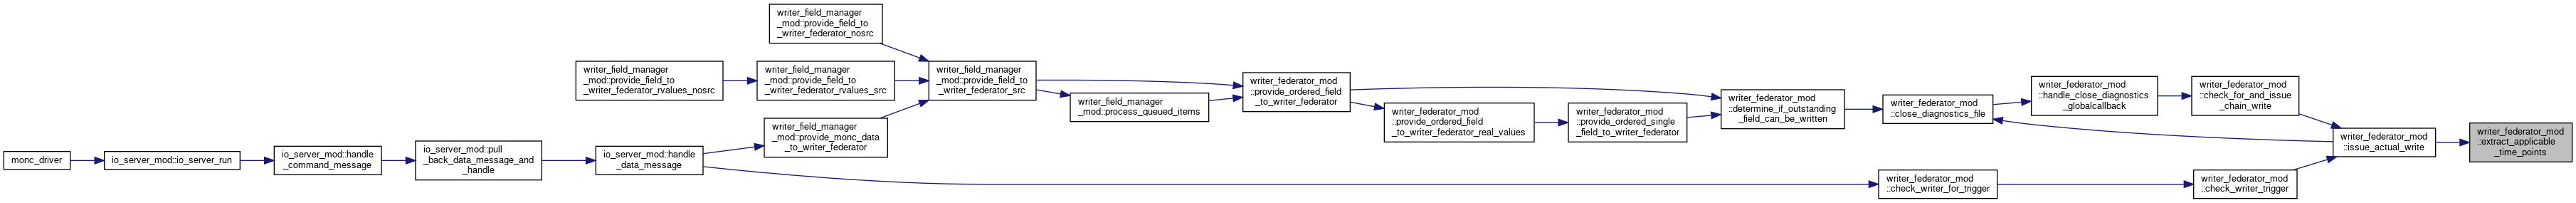 monc_driver
io_server_mod::io_server_run
io_server_mod::handle
_command_message
io_server_mod::pull
_back_data_message_and
_handle
io_server_mod::handle
_data_message
writer_field_manager
_mod::provide_field_to
_writer_federator_rvalues_nosrc
writer_field_manager
_mod::provide_field_to
_writer_federator_nosrc
writer_field_manager
_mod::provide_field_to
_writer_federator_rvalues_src
writer_field_manager
_mod::provide_monc_data
_to_writer_federator
writer_field_manager
_mod::provide_field_to
_writer_federator_src
writer_field_manager
_mod::process_queued_items
writer_federator_mod
::provide_ordered_field
_to_writer_federator
writer_federator_mod
::provide_ordered_field
_to_writer_federator_real_values
writer_federator_mod
::provide_ordered_single
_field_to_writer_federator
writer_federator_mod
::determine_if_outstanding
_field_can_be_written
writer_federator_mod
::close_diagnostics_file
writer_federator_mod
::check_writer_for_trigger
writer_federator_mod
::handle_close_diagnostics
_globalcallback
writer_federator_mod
::check_for_and_issue
_chain_write
writer_federator_mod
::check_writer_trigger
writer_federator_mod
::issue_actual_write
writer_federator_mod
::extract_applicable
_time_points